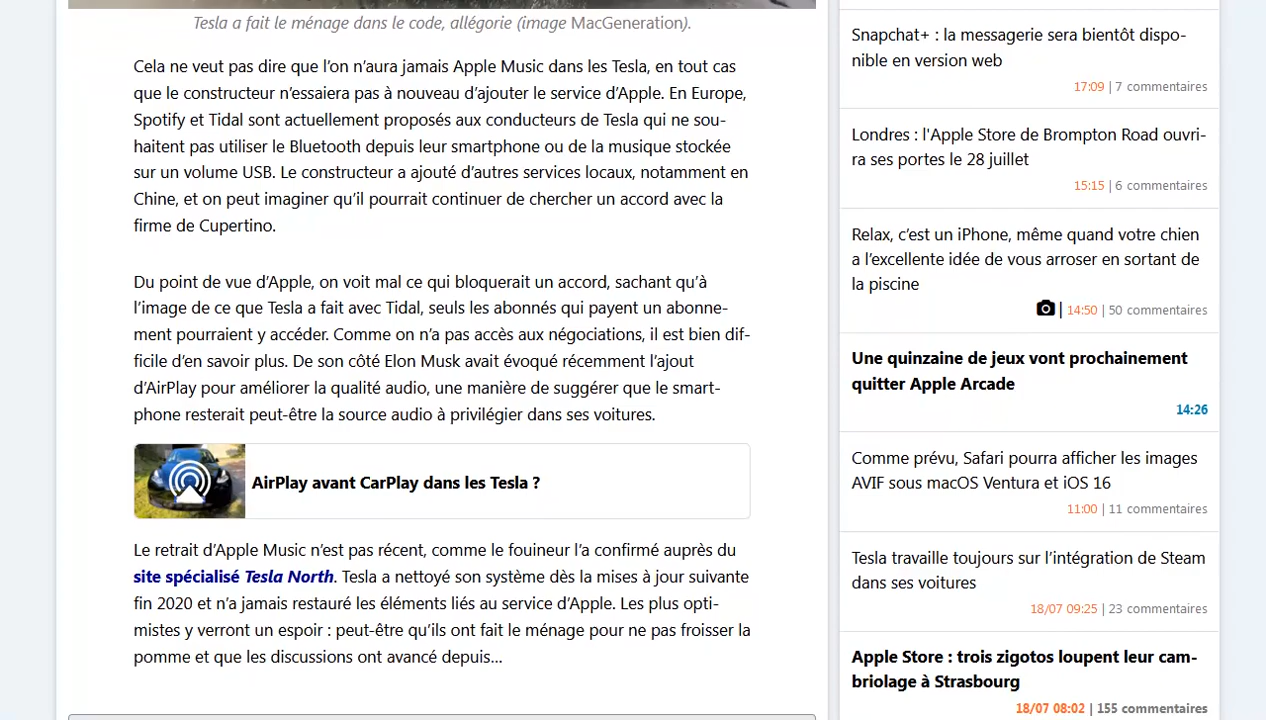 Tesla a fait le ménage dans le code, allégorie (image MacGeneration).
Cela ne veut pas dire que l’on n’aura jamais Apple Music dans les Tesla, en tout cas
que le constructeur n’essaiera pas à nouveau d’ajouter le service d’Apple. En Europe,
Spotify et Tidal sont actuellement proposés aux conducteurs de Tesla qui ne sou-
haitent pas utiliser le Bluetooth depuis leur smartphone ou de la musique stockée
sur un volume USB. Le constructeur a ajouté d’autres services locaux, notamment en
Chine, et on peut imaginer qu’il pourrait continuer de chercher un accord avec la
firme de Cupertino.
Du point de vue d’Apple, on voit mal ce qui bloquerait un accord, sachant qu’à
l’image de ce que Tesla a fait avec Tidal, seuls les abonnés qui payent un abonne-
ment pourraient y accéder. Comme on n’a pas accès aux négociations, il est bien dif-
ficile d’en savoir plus. De son côté Elon Musk avait évoqué récemment l’ajout
d’AirPlay pour améliorer la qualité audio, une manière de suggérer que le smart-
phone resterait peut-être la source audio à privilégier dans ses voitures.
AirPlay avant CarPlay dans les Tesla ?
Le retrait d’Apple Music n’est pas récent, comme le fouineur l’a confirmé auprès du
site spécialisé Tesla North. Tesla a nettoyé son système dès la mises à jour suivante
fin 2020 et n’a jamais restauré les éléments liés au service d’Apple. Les plus opti-
mistes y verront un espoir : peut-être qu’ils ont fait le ménage pour ne pas froisser la
pomme et que les discussions ont avancé depuis…
Snapchat+ : la messagerie sera bientôt dispo-
nible en version web
17:09 | 7 commentaires
Londres : l'Apple Store de Brompton Road ouvri-
ra ses portes le 28 juillet
15:15 | 6 commentaires
Relax, c’est un iPhone, même quand votre chien
a l’excellente idée de vous arroser en sortant de
la piscine
| 14:50 | 50 commentaires
Une quinzaine de jeux vont prochainement
quitter Apple Arcade
14:26
Comme prévu, Safari pourra afficher les images
AVIF sous macOS Ventura et iOS 16
11:00 | 11 commentaires
Tesla travaille toujours sur l’intégration de Steam
dans ses voitures
18/07 09:25 | 23 commentaires
Apple Store : trois zigotos loupent leur cam-
briolage à Strasbourg
18/07 08:02 | 155 commentaires